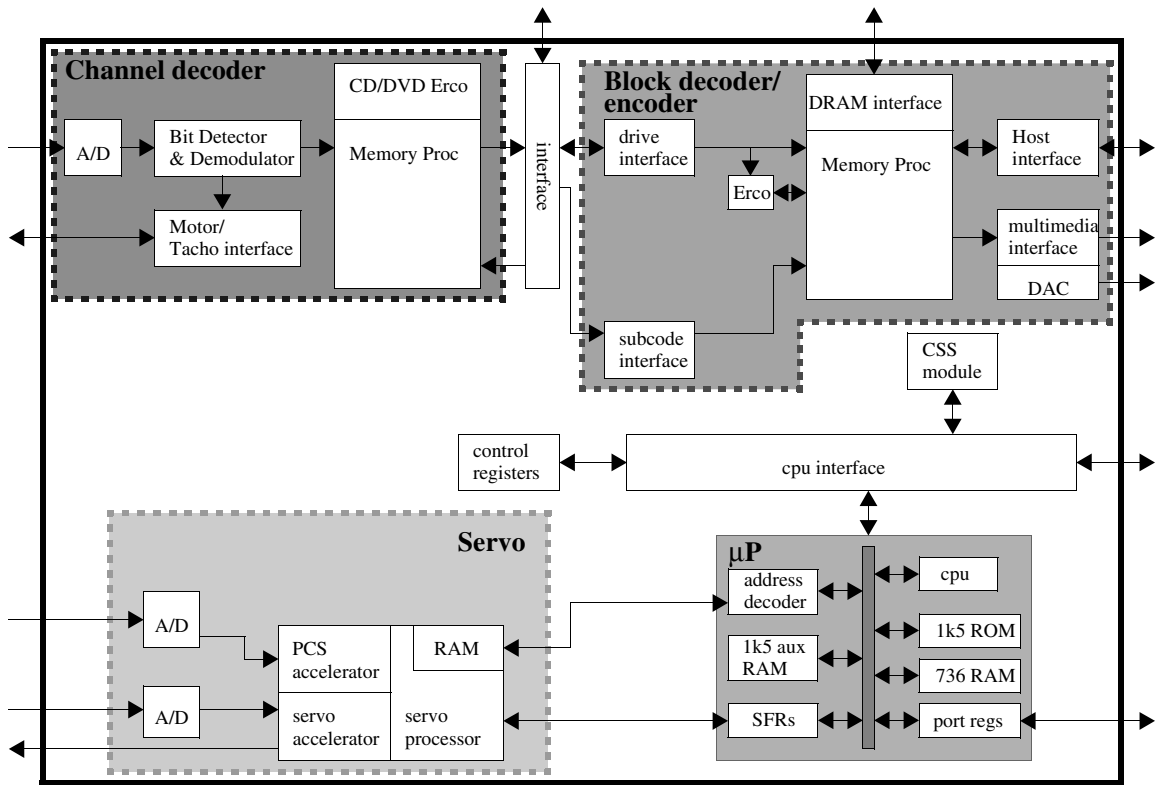 Channel decoder
CD/DVD Erco
Memory Proc
A/D
Bit Detector
& Demodulator
Motor/
Tacho interface
interface
Block decoder/
encoder
drive
interface
Erco
subcode
interface
DRAM interface
Memory Proc
Host
interface
multimedia
interface
DAC
CSS
module
control
registers
cpu interface
Servo
A/D
A/D
PCS
accelerator
RAM
servo
accelerator
servo
processor
µP
address
decoder
1k5 aux
RAM
SFRs
cpu
1k5 ROM
736 RAM
port regs